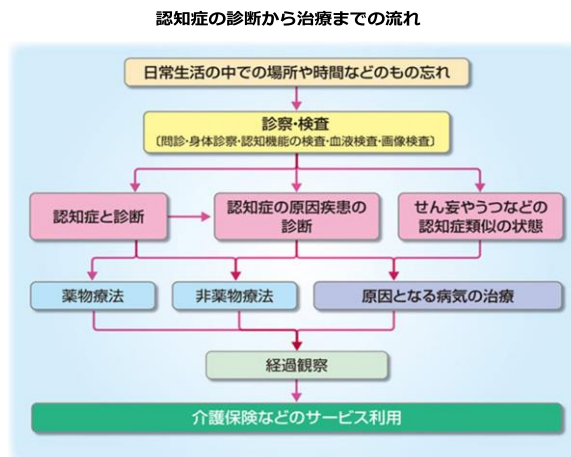 認知症の診断から治療までの流れ
日常生活の中での場所や時間などのもの忘れ
診察・検査
〔問診・身体診察・認知機能の検査・血液検査・画像検査〕
認知症と診断
認知症の原因疾患の
診断
せん妄やうつなどの
認知症類似の状態
薬物療法
非薬物療法
原因となる病気の治療
経過観察
介護保険などのサービス利用